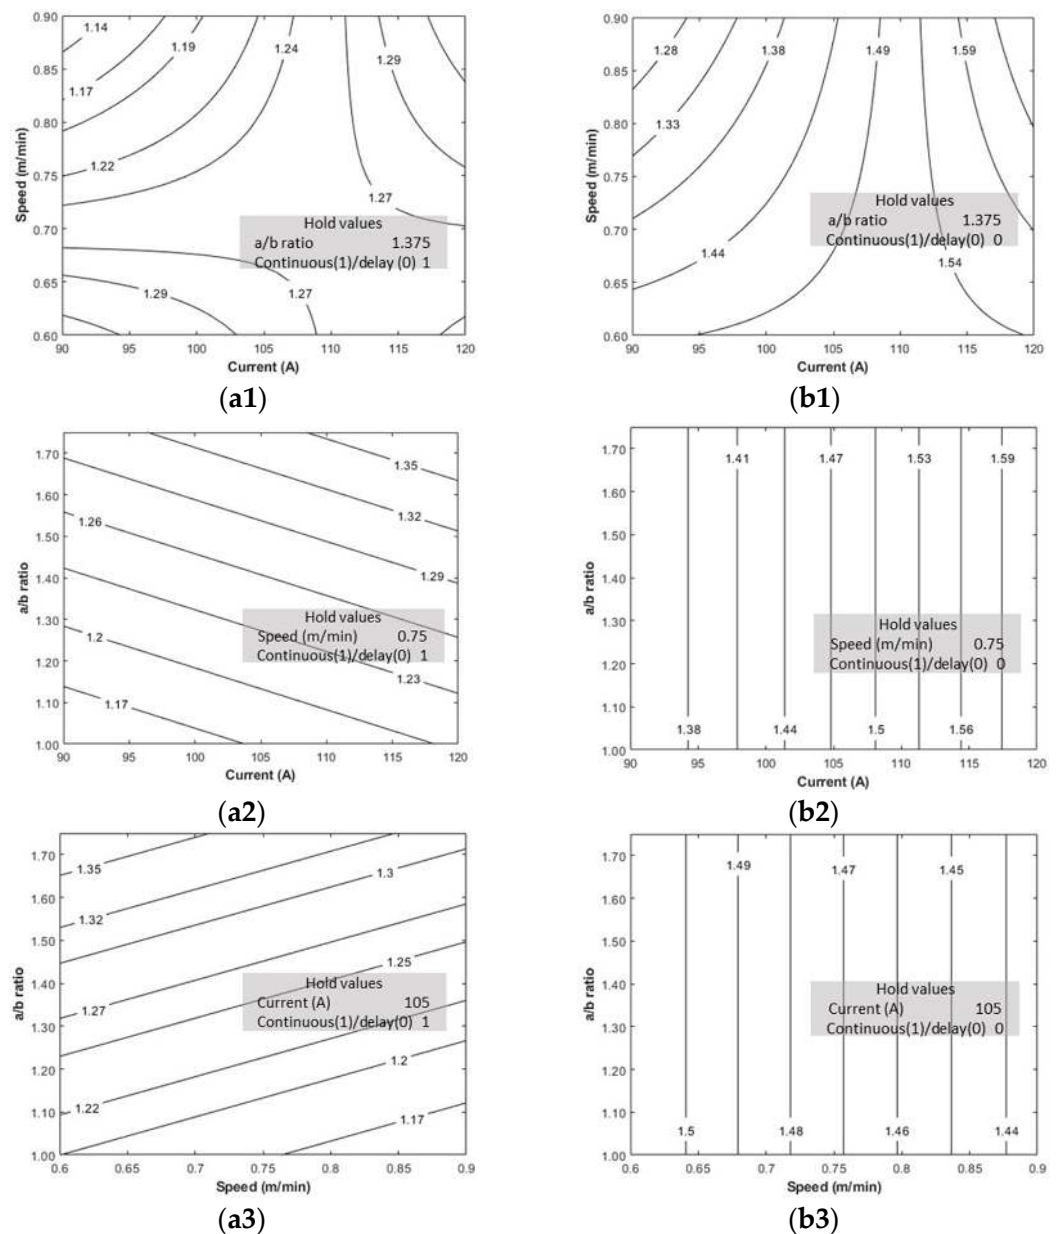 0.90
0.85
0.80
0.75
0.70
0.65
0.60
Speed (m/min)
1.14
1.19
1.24
1.29
1.17
1.22
1.27
1.29
1.27
Hold values
a/b ratio 1.375
Continuous(1)/delay (0) 1
90 95 100 105 110 115 120
Current (A)
(a1)
0.90
0.85
0.80
0.75
0.70
0.65
0.60
Speed (m/min)
1.28
1.38
1.49
1.59
1.33
1.44
1.54
Hold values
a/b ratio 1.375
Continuous(1)/delay(0) 0
90 95 100 105 110 115 120
Current (A)
(b1)
1.70
1.60
1.50
1.40
1.30
1.20
1.10
1.00
a/b ratio
1.35
1.32
1.26
1.29
1.2
1.23
1.17
Hold values
Speed (m/min) 0.75
Continuous(1)/delay(0) 1
90 95 100 105 110 115 120
Current (A)
(a2)
1.70
1.60
1.50
1.40
1.30
1.20
1.10
1.00
a/b ratio
1.41 1.47 1.53 1.59
Hold values
Speed (m/min) 0.75
Continuous(1)/delay(0) 0
1.38 1.44 1.5 1.56
90 95 100 105 110 115 120
Current (A)
(b2)
1.70
1.60
1.50
1.40
1.30
1.20
1.10
1.00
a/b ratio
1.35
1.3
1.32
1.25
1.27
1.2
1.22
1.17
Hold values
Current (A) 105
Continuous(1)/delay(0) 1
0.6 0.65 0.7 0.75 0.8 0.85 0.9
Speed (m/min)
(a3)
1.70
1.60
1.50
1.40
1.30
1.20
1.10
1.00
a/b ratio
1.49 1.47 1.45
Hold values
Current (A) 105
Continuous(1)/delay(0) 0
1.5 1.48 1.46 1.44
0.6 0.65 0.7 0.75 0.8 0.85 0.9
Speed (m/min)
(b3)